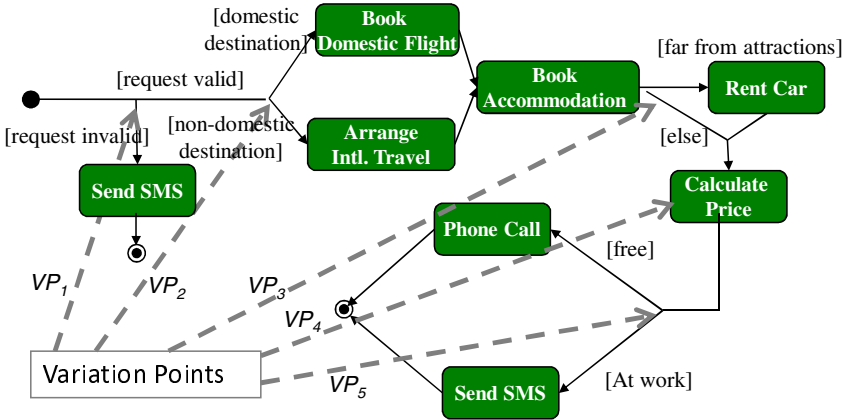 [domestic
destination]
Book
Domestic Flight
[far from attractions]
[request valid]
Book
Accommodation
Rent Car
[request invalid]
[non-domestic
destination]
Arrange
Intl. Travel
[else]
Send SMS
Calculate
Price
Phone Call
[free]
VP1
VP2
VP3
VP4
Variation Points
VP5
Send SMS
[At work]